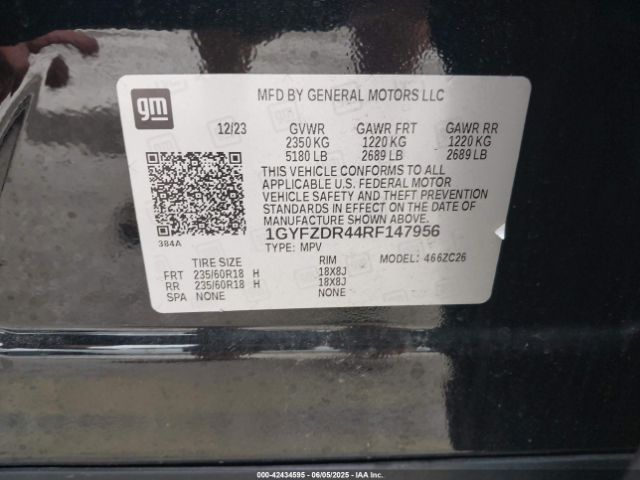 gm
MFD BY GENERAL MOTORS LLC
12/23 GVWR GAWR FRT GAWR RR
2350 KG 1220 KG 1220 KG
5180 LB 2689 LB 2689 LB
THIS VEHICLE CONFORMS TO ALL
APPLICABLE U.S. FEDERAL MOTOR
VEHICLE SAFETY AND THEFT PREVENTION
STANDARDS IN EFFECT ON THE DATE OF
MANUFACTURE SHOWN ABOVE.
384A
1GYFZDR44RF147956
TYPE: MPV MODEL: 466ZC26
TIRE SIZE RIM
FRT 235/60R18 H 18X8J
RR 235/60R18 H 18X8J
SPA NONE NONE
© 42434595 - 06/05/2025 - IAA Inc.